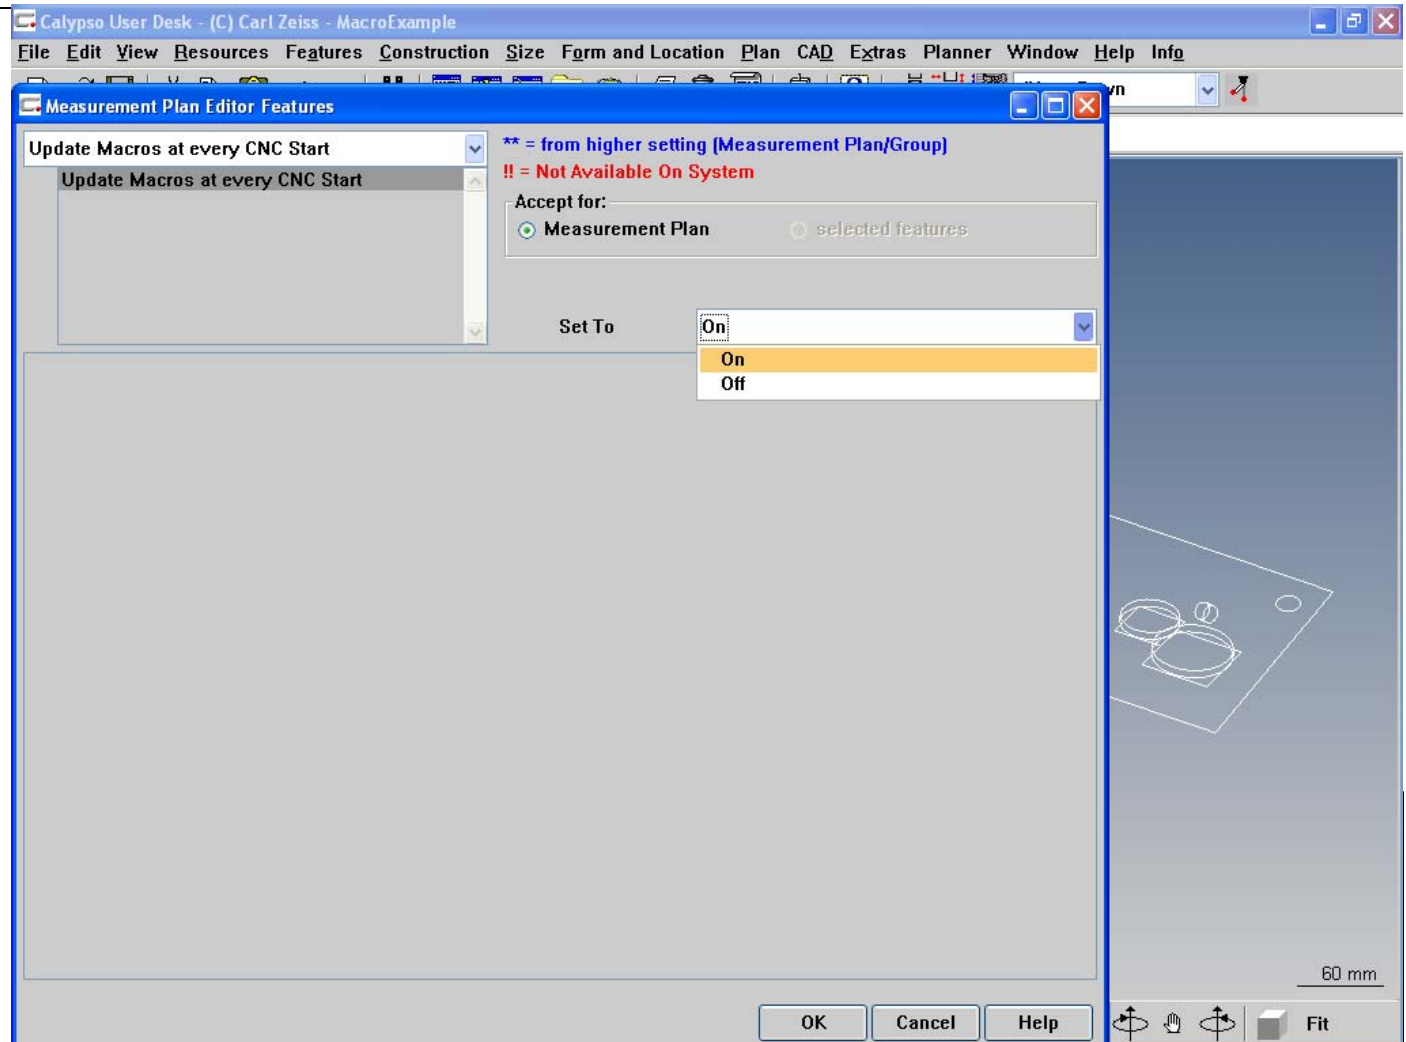 Calypso User Desk - (C) Carl Zeiss - MacroExample
File Edit View Resources Features Construction Size Form and Location Plan CAD Extras Planner Window Help Info
Measurement Plan Editor Features
Update Macros at every CNC Start
** = from higher setting (Measurement Plan/Group)
Update Macros at every CNC Start
!! = Not Available On System
Accept for:
Measurement Plan selected features
Set To On
On
Off
60 mm
OK Cancel Help Fit